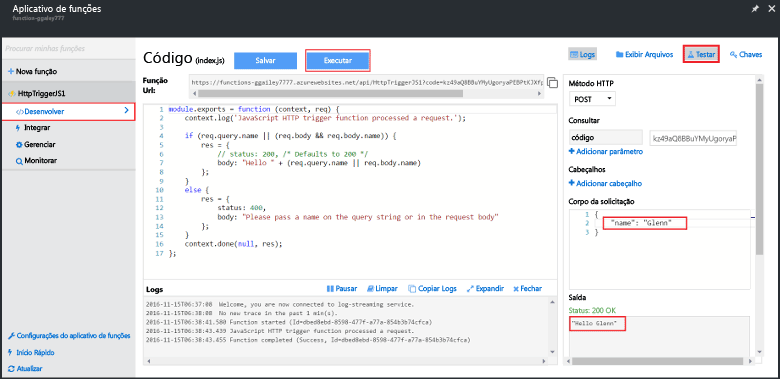 Aplicativo de funções
function-ggailey777
Procurar minhas funções
+ Nova função
HttpTriggerJS1
</> Desenvolver
Integrar
Gerenciar
Monitorar
Configurações do aplicativo de funções
Início Rápido
Atualizar
Código (index.js)
Salvar
Executar
Logs
Exibir Arquivos
Testar
Chaves
Função
Url:
https://functions-ggailey7777.azurewebsites.net/api/HttpTriggerJS1?code=kz49aQ8BBuYMyUgoryaPEBPtKJXfg
1 module.exports = function (context, req) {
2 context.log('JavaScript HTTP trigger function processed a request.');
3
4 if (req.query.name || (req.body && req.body.name)) {
5 res = {
6 // status: 200, /* Defaults to 200 */
7 body: "Hello " + (req.query.name || req.body.name)
8 };
9 }
10 else {
11 res = {
12 status: 400,
13 body: "Please pass a name on the query string or in the request body"
14 };
15 }
16 context.done(null, res);
17 };
Logs
Pausar
Limpar
Copiar Logs
Expandir
Fechar
2016-11-15T06:37:08 Welcome, you are now connected to log-streaming service.
2016-11-15T06:38:08 No new trace in the past 1 min(s).
2016-11-15T06:38:41.580 Function started (Id=dbed8ebd-8598-477f-a77a-854b3b74cfca)
2016-11-15T06:38:43.439 JavaScript HTTP trigger function processed a request.
2016-11-15T06:38:43.455 Function completed (Success, Id=dbed8ebd-8598-477f-a77a-854b3b74cfca)
Método HTTP
POST
Consultar
código
kz49aQ8BBuYMyUgoryaP
+ Adicionar parâmetro
Cabeçalhos
+ Adicionar cabeçalho
Corpo da solicitação
1 {
2 "name": "Glenn"
3 }
Saída
Status: 200 OK
"Hello Glenn"